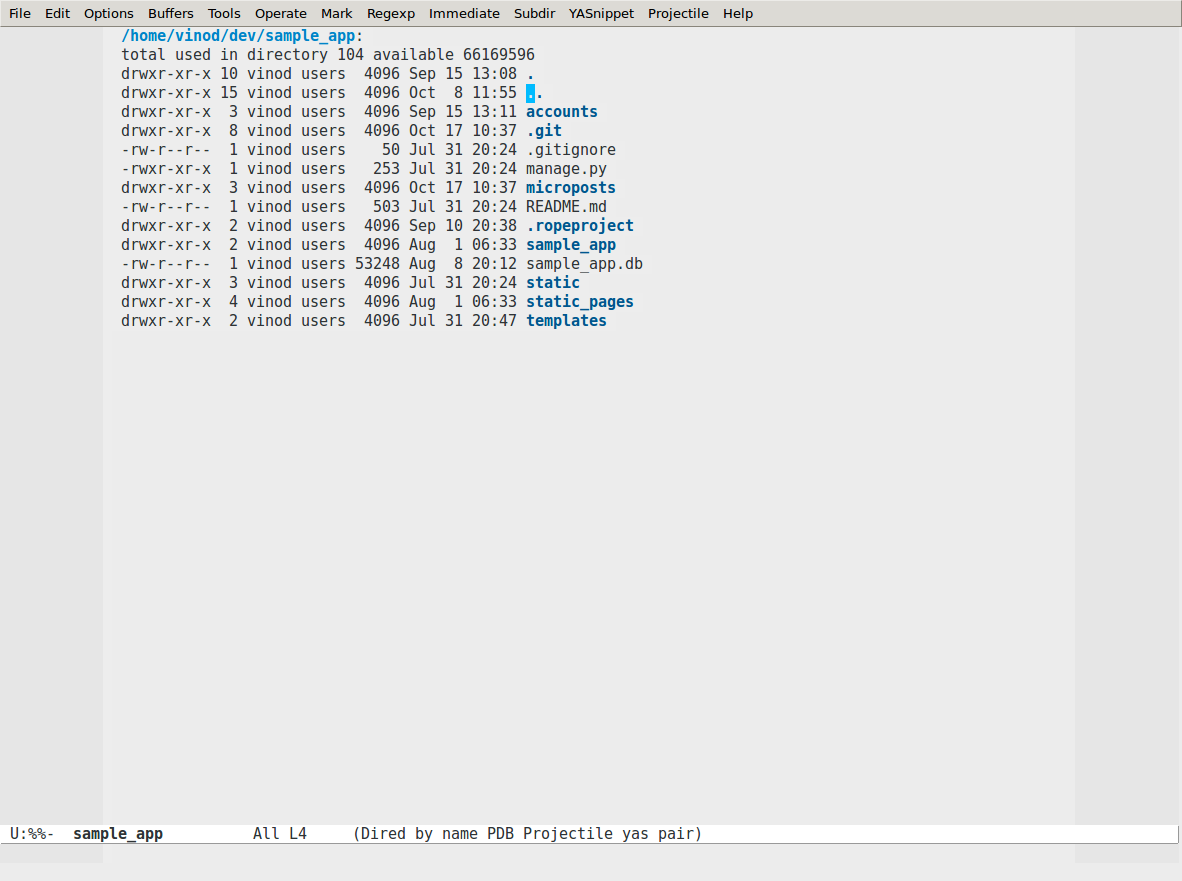 File Edit Options Buffers Tools Operate Mark Regexp Immediate Subdir YASnippet Projectile Help
/home/vinod/dev/sample_app:
total used in directory 104 available 66169596
drwxr-xr-x 10 vinod users  4096 Sep 15 13:08 .
drwxr-xr-x 15 vinod users  4096 Oct  8 11:55 ..
drwxr-xr-x  3 vinod users  4096 Sep 15 13:11 accounts
drwxr-xr-x  8 vinod users  4096 Oct 17 10:37 .git
-rw-r--r--  1 vinod users    50 Jul 31 20:24 .gitignore
-rwxr-xr-x  1 vinod users   253 Jul 31 20:24 manage.py
drwxr-xr-x  3 vinod users  4096 Oct 17 10:37 microposts
-rw-r--r--  1 vinod users   503 Jul 31 20:24 README.md
drwxr-xr-x  2 vinod users  4096 Sep 10 20:38 .ropeproject
drwxr-xr-x  2 vinod users  4096 Aug  1 06:33 sample_app
-rw-r--r--  1 vinod users 53248 Aug  8 20:12 sample_app.db
drwxr-xr-x  3 vinod users  4096 Jul 31 20:24 static
drwxr-xr-x  4 vinod users  4096 Aug  1 06:33 static_pages
drwxr-xr-x  2 vinod users  4096 Jul 31 20:47 templates
U:%%-  sample_app          All L4     (Dired by name PDB Projectile yas pair)